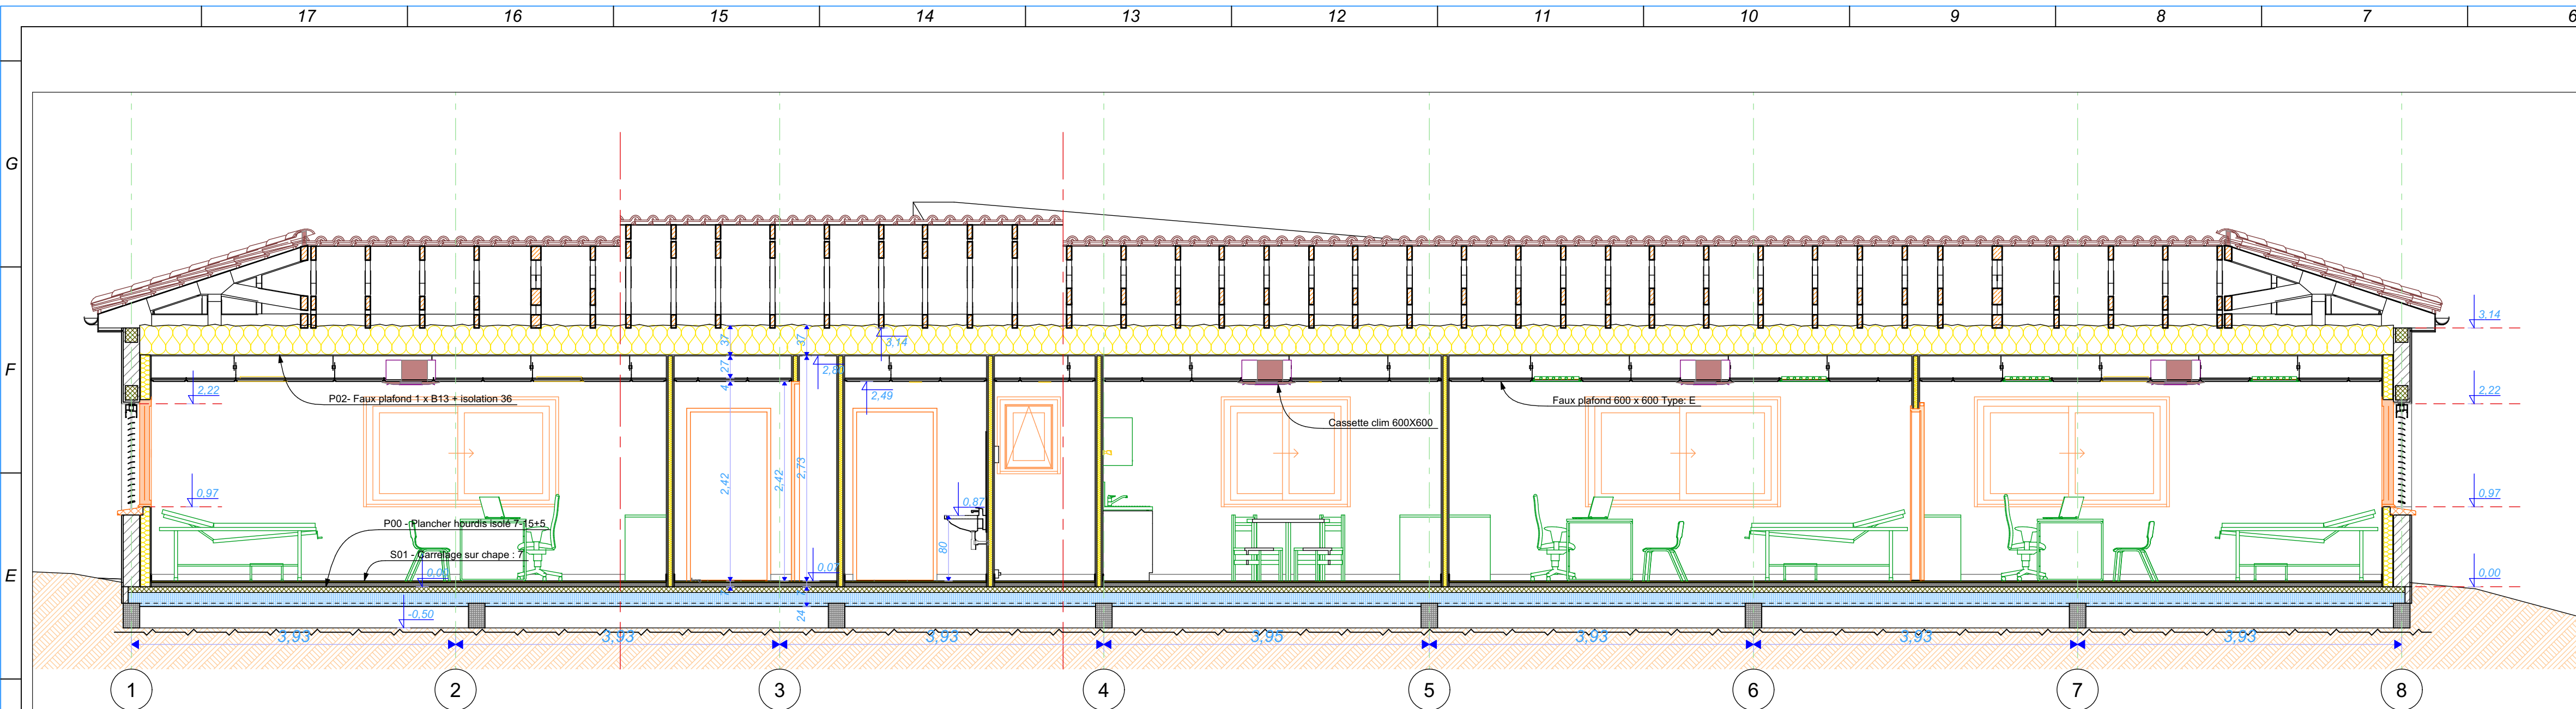 17 16 15 14 13 12 11 10 9 8 7 6
G
F
E
3,14
37 37
3,14
27
2,22
4
2,49
2,22
P02- Faux plafond 1 x B13 + isolation 36
Faux plafond 600 x 600 Type: E
Cassette clim 600X600
2,42 2,42 2,73
0,97
0,87
0,97
P00 - Plancher hourdis isolé 7-15+5
S01 - Carrelage sur chape : 7
80
0,00
0,07
0,00
-0,50
24
3,93 3,93 3,93 3,95 3,93 3,93 3,93
1 2 3 4 5 6 7 8